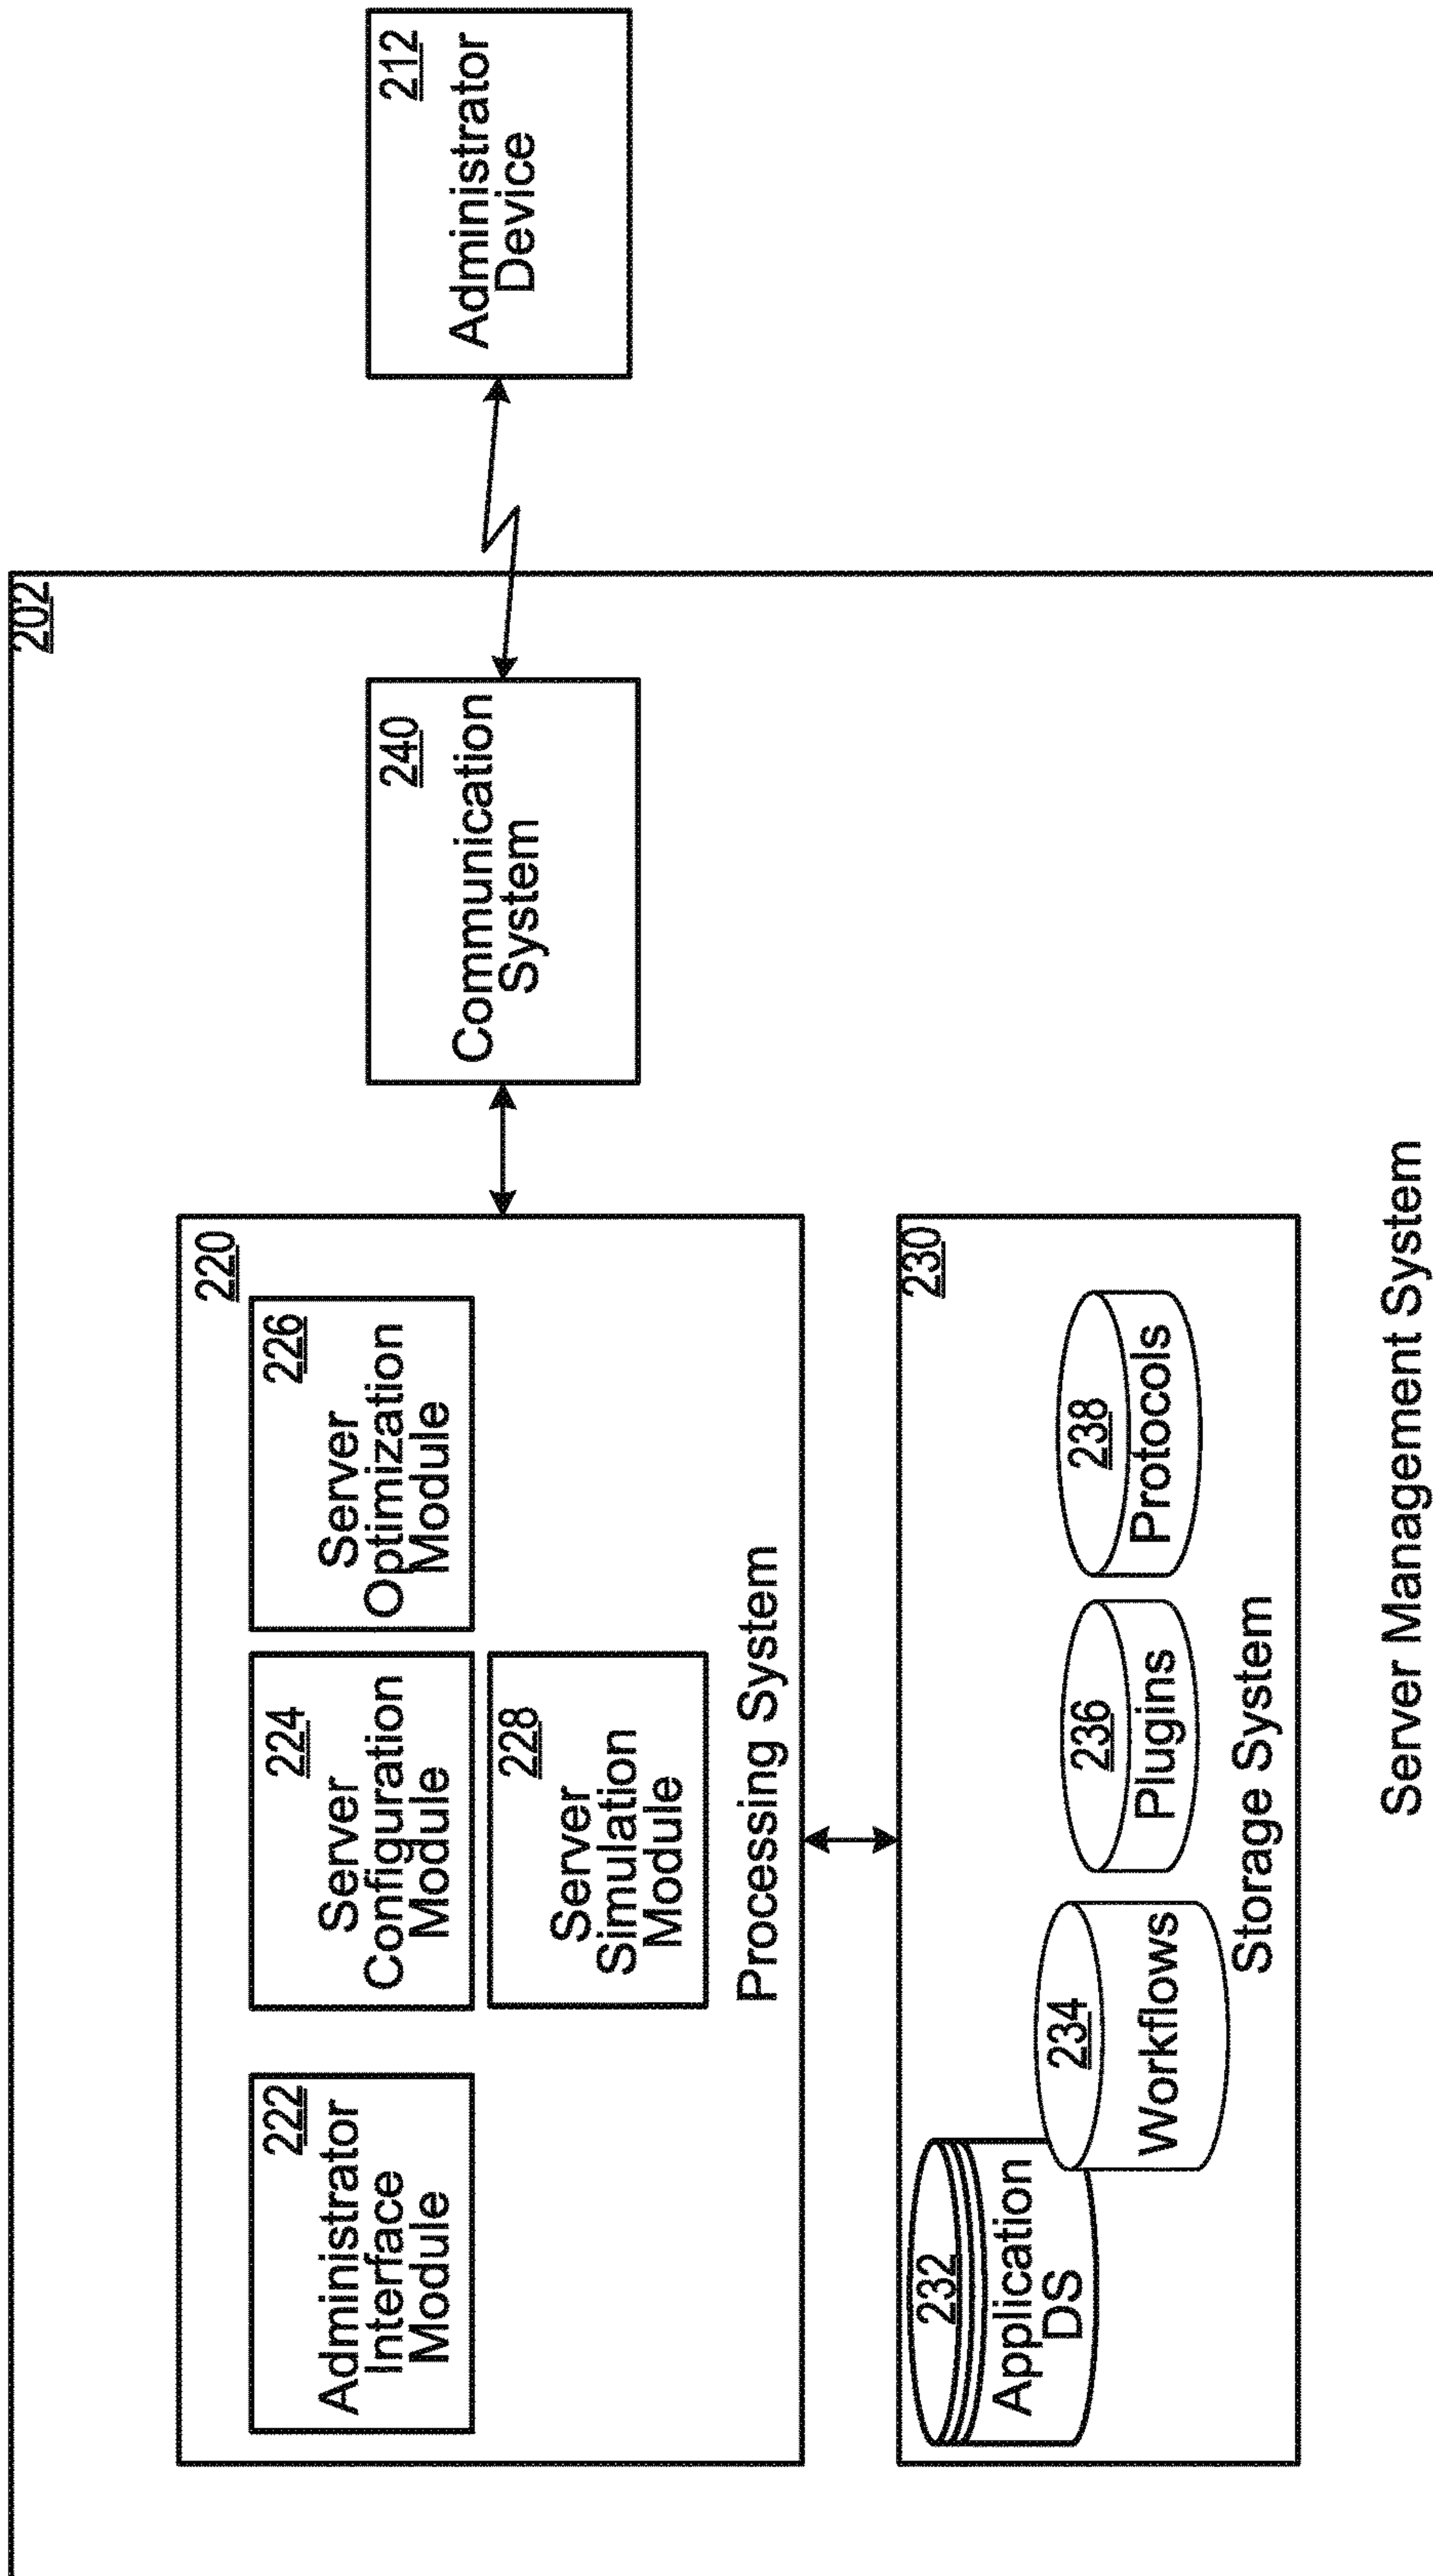 202
220
222
Administrator
Interface
Module
224
Server
Configuration
Module
226
Server
Optimization
Module
228
Server
Simulation
Module
Processing System
240
Communication
System
212
Administrator
Device
230
232
Application
DS
234
Workflows
236
Plugins
238
Protocols
Storage System
Server Management System